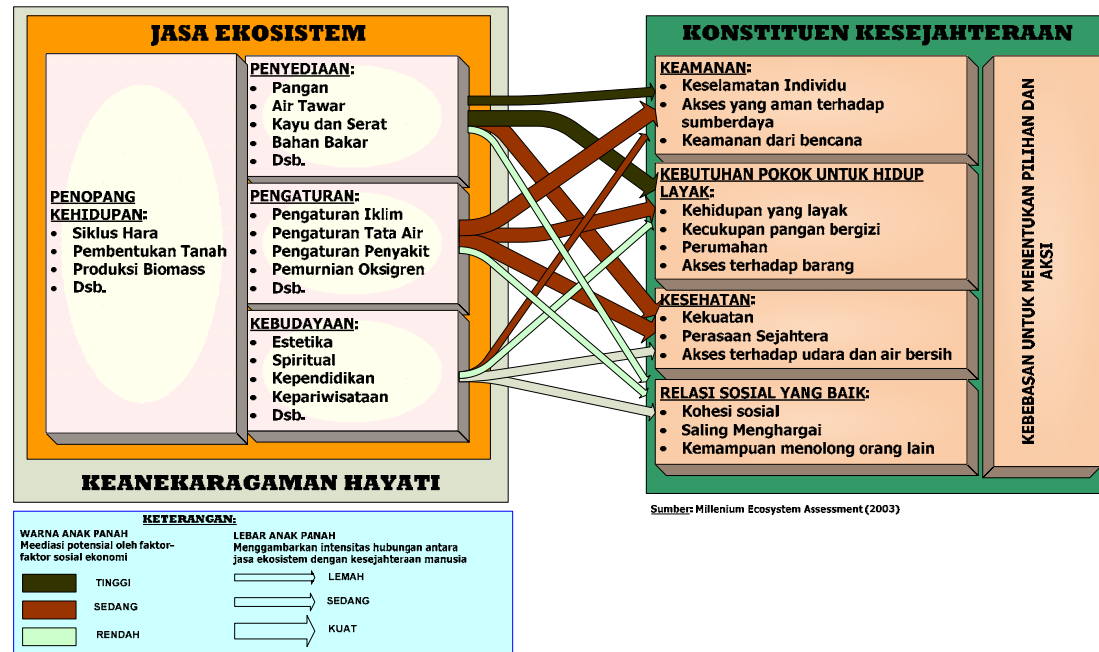 JASA EKOSISTEM
PENOPANG
KEHIDUPAN:
• Siklus Hara
• Pembentukan Tanah
• Produksi Biomass
• Dsb.
PENYEDIAAN:
• Pangan
• Air Tawar
• Kayu dan Serat
• Bahan Bakar
• Dsb.
PENGATURAN:
• Pengaturan Iklim
• Pengaturan Tata Air
• Pengaturan Penyakit
• Pemurnian Oksigren
• Dsb.
KEBUDAYAAN:
• Estetika
• Spiritual
• Kependidikan
• Kepariwisataan
• Dsb.
KEANEKARAGAMAN HAYATI
KONSTITUEN KESEJAHTERAAN
KEAMANAN:
• Keselamatan Individu
• Akses yang aman terhadap
sumberdaya
• Keamanan dari bencana
KEBUTUHAN POKOK UNTUK HIDUP
LAYAK:
• Kehidupan yang layak
• Kecukupan pangan bergizi
• Perumahan
• Akses terhadap barang
KESEHATAN:
• Kekuatan
• Perasaan Sejahtera
• Akses terhadap udara dan air bersih
RELASI SOSIAL YANG BAIK:
• Kohesi sosial
• Saling Menghargai
• Kemampuan menolong orang lain
KEBEBASAN UNTUK MENENTUKAN PILIHAN DAN
AKSI
Sumber: Millenium Ecosystem Assessment (2003)
KETERANGAN:
WARNA ANAK PANAH
Meediasi potensial oleh faktor-
faktor sosial ekonomi
TINGGI
SEDANG
RENDAH
LEBAR ANAK PANAH
Menggambarkan intensitas hubungan antara
jasa ekosistem dengan kesejahteraan manusia
LEMAH
SEDANG
KUAT